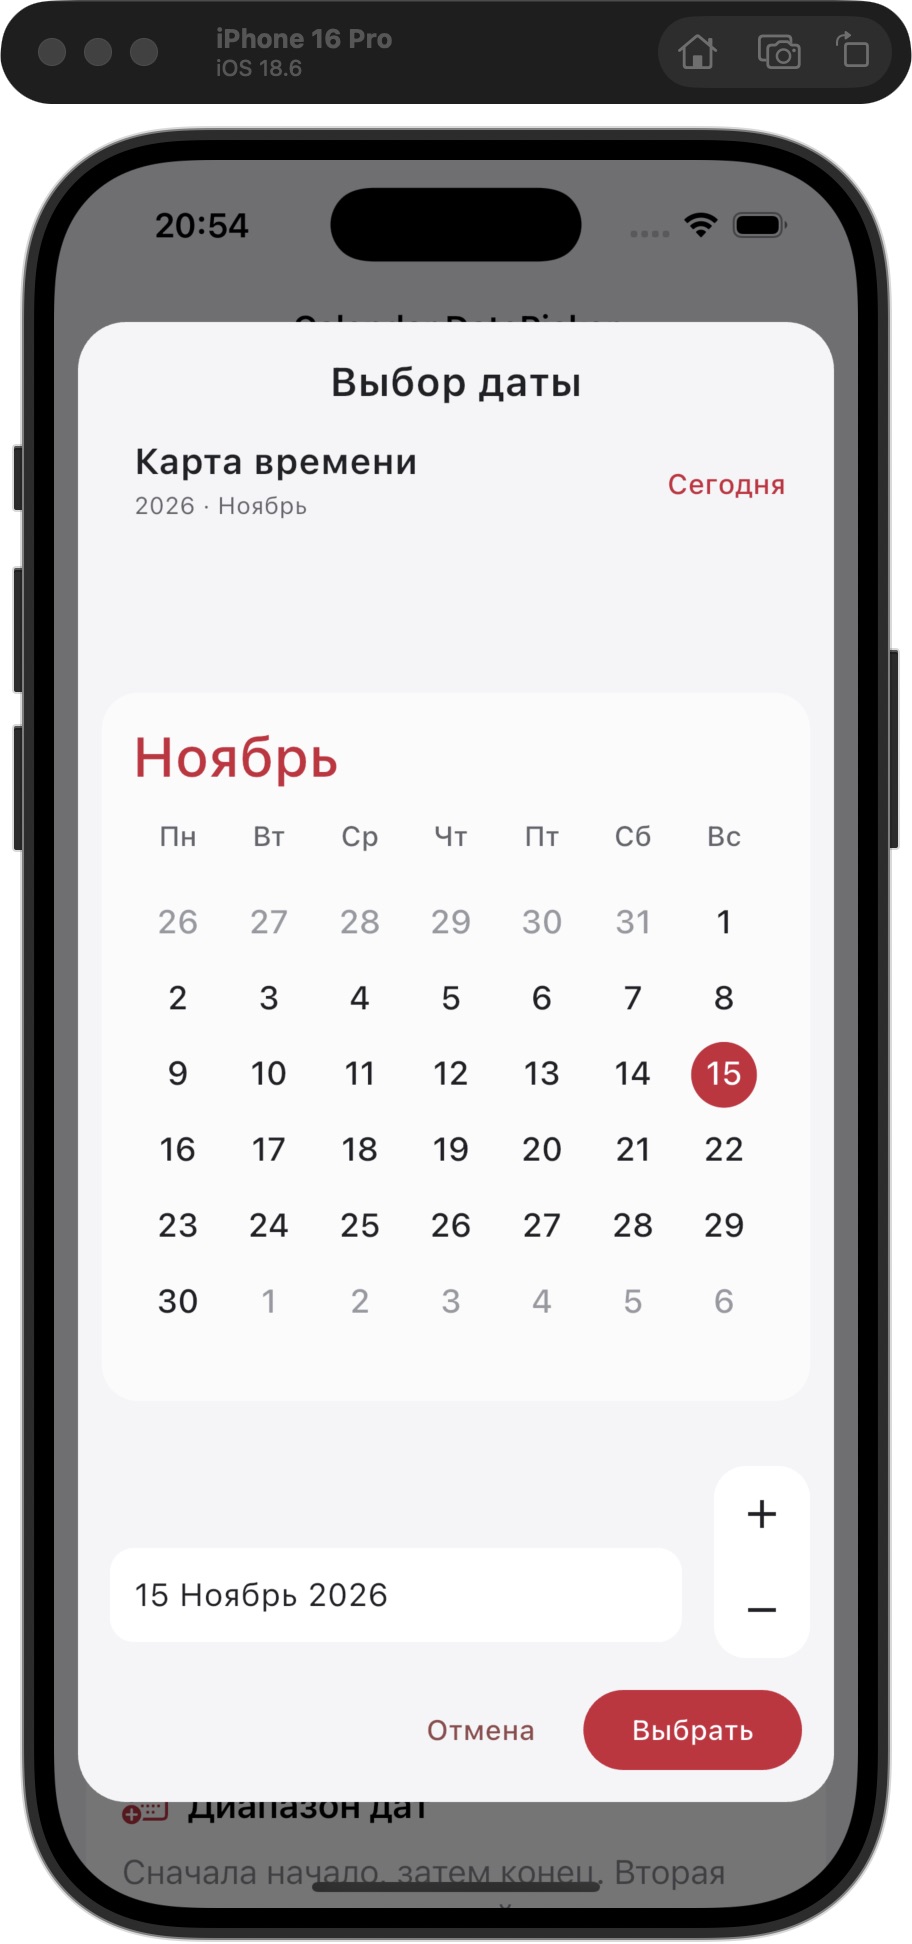 iPhone 16 Pro
iOS 18.6
20:54
Выбор даты
Карта времени
2026 · Ноябрь
Сегодня
Ноябрь
Пн Вт Ср Чт Пт Сб Вс
26 27 28 29 30 31 1
2 3 4 5 6 7 8
9 10 11 12 13 14 15
16 17 18 19 20 21 22
23 24 25 26 27 28 29
30 1 2 3 4 5 6
+
15 Ноябрь 2026
−
Отмена Выбрать
Диапазон дат
Сначала начало, затем конец. Вторая